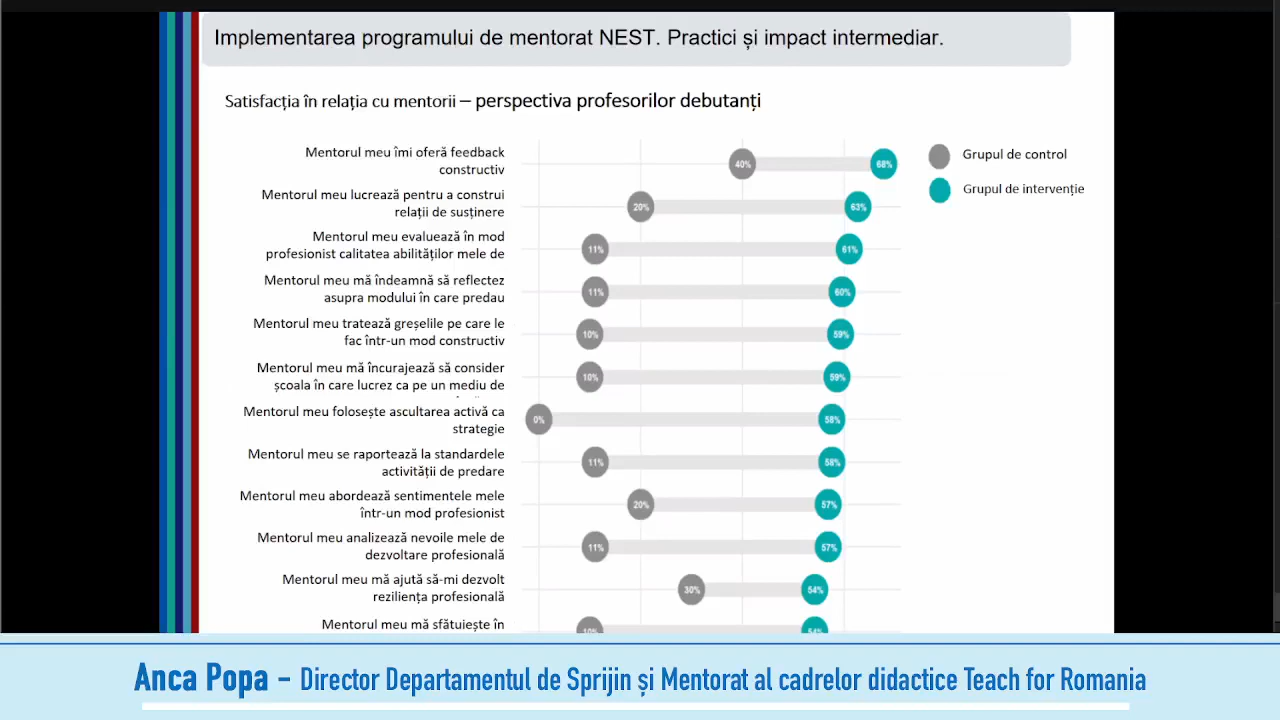 Implementarea programului de mentorat NEST. Practici și impact intermediar.
Satisfacția în relația cu mentorii – perspectiva profesorilor debutanți
Mentorul meu îmi oferă feedback
constructiv
40%
68%
Grupul de control
Grupul de intervenție
Mentorul meu lucrează pentru a construi
relații de susținere
20%
63%
Mentorul meu evaluează în mod
profesionist calitatea abilităților mele de
11%
61%
Mentorul meu mă îndeamnă să reflectez
asupra modului în care predau
11%
60%
Mentorul meu tratează greșelile pe care le
fac într-un mod constructiv
10%
59%
Mentorul meu mă încurajează să consider
școala în care lucrez ca pe un mediu de
10%
59%
Mentorul meu folosește ascultarea activă ca
strategie
0%
58%
Mentorul meu se raportează la standardele
activității de predare
11%
58%
Mentorul meu abordează sentimentele mele
într-un mod profesionist
20%
57%
Mentorul meu analizează nevoile mele de
dezvoltare profesională
11%
57%
Mentorul meu mă ajută să-mi dezvolt
reziliența profesională
30%
54%
Mentorul meu mă sfătuiește în
10%
54%
Anca Popa – Director Departamentul de Sprijin și Mentorat al cadrelor didactice Teach for Romania